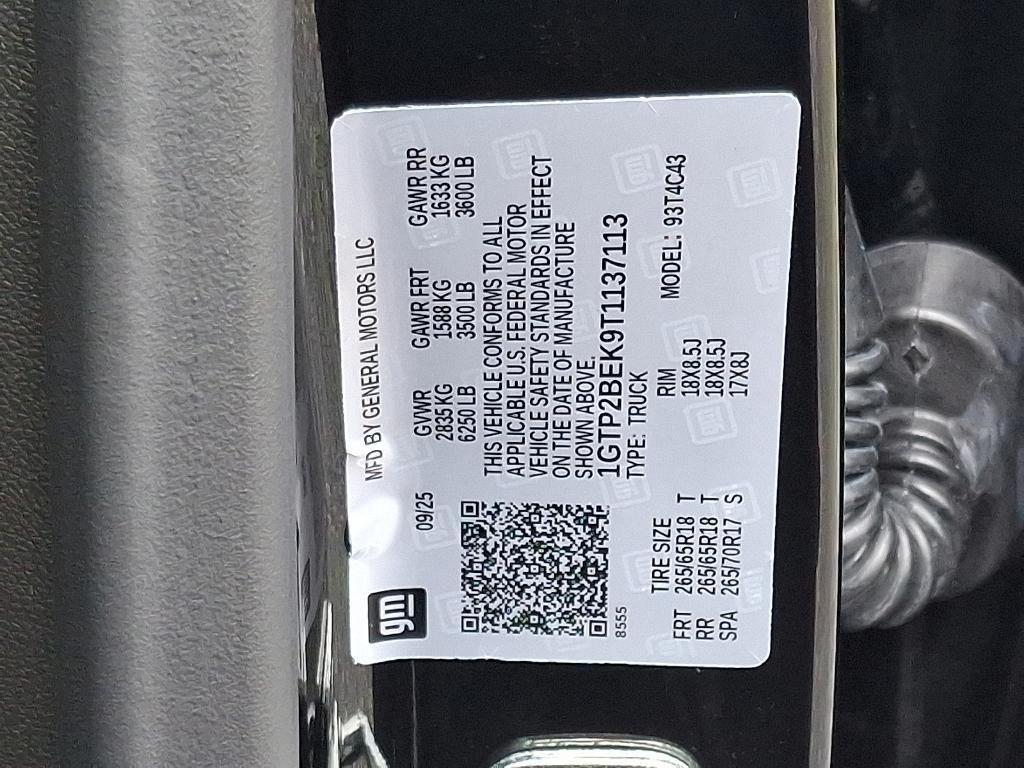 gm
MFD BY GENERAL MOTORS LLC
09/25
GVWR GAWR FRT GAWR RR
2835 KG 1588 KG 1633 KG
6250 LB 3500 LB 3600 LB
THIS VEHICLE CONFORMS TO ALL
APPLICABLE U.S. FEDERAL MOTOR
VEHICLE SAFETY STANDARDS IN EFFECT
ON THE DATE OF MANUFACTURE
SHOWN ABOVE.
1GTP2BEK9T1137113
8555
TYPE: TRUCK
TIRE SIZE RIM MODEL: 93T4C43
FRT 265/65R18 T 18X8.5J
RR 265/65R18 T 18X8.5J
SPA 265/70R17 S 17X8J